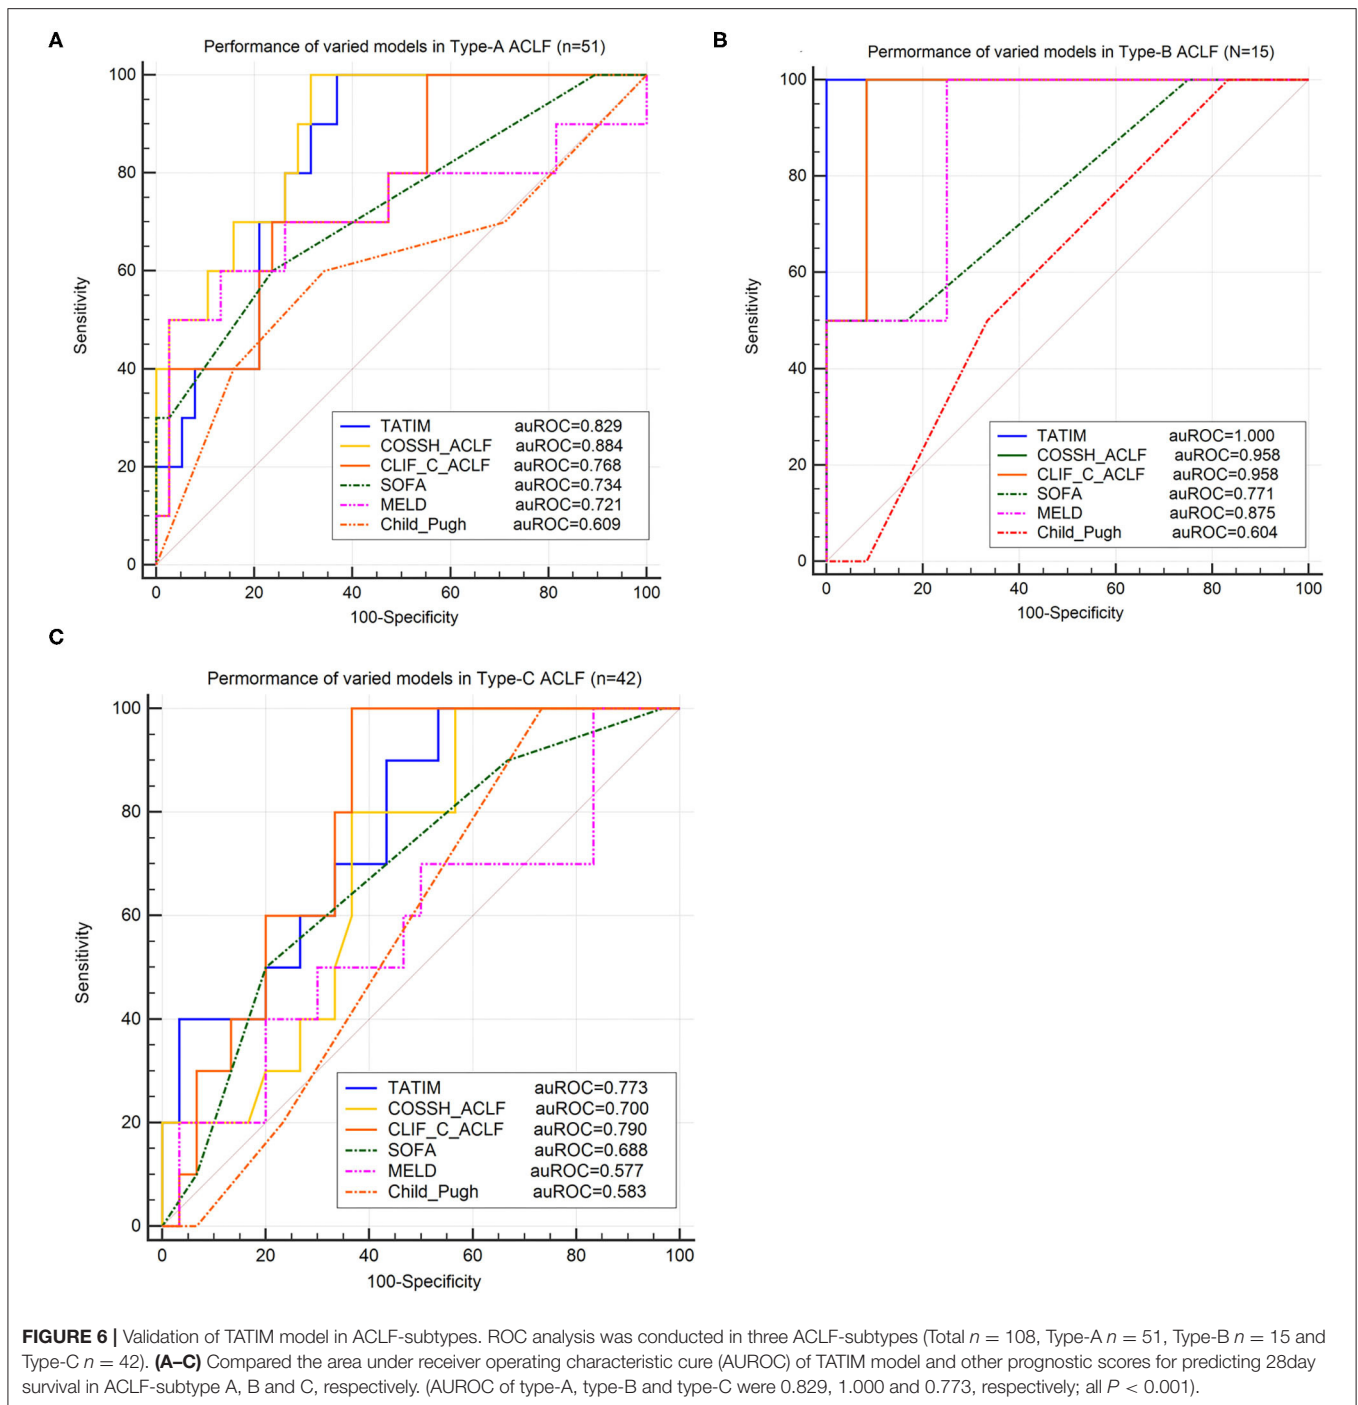 A
Performance of varied models in Type-A ACLF (n=51)
100
80
60
40
20
0
Sensitivity
0 20 40 60 80 100
100-Specificity
TATIM auROC=0.829
COSSH_ACLF auROC=0.884
CLIF_C_ACLF auROC=0.768
SOFA auROC=0.734
MELD auROC=0.721
Child_Pugh auROC=0.609
B
Permormance of varied models in Type-B ACLF (N=15)
100
80
60
40
20
0
Sensitivity
0 20 40 60 80 100
100-Specificity
TATIM auROC=1.000
COSSH_ACLF auROC=0.958
CLIF_C_ACLF auROC=0.958
SOFA auROC=0.771
MELD auROC=0.875
Child_Pugh auROC=0.604
C
Permormance of varied models in Type-C ACLF (n=42)
100
80
60
40
20
0
Sensitivity
0 20 40 60 80 100
100-Specificity
TATIM auROC=0.773
COSSH_ACLF auROC=0.700
CLIF_C_ACLF auROC=0.790
SOFA auROC=0.688
MELD auROC=0.577
Child_Pugh auROC=0.583
FIGURE 6 | Validation of TATIM model in ACLF-subtypes. ROC analysis was conducted in three ACLF-subtypes (Total n = 108, Type-A n = 51, Type-B n = 15 and
Type-C n = 42). (A–C) Compared the area under receiver operating characteristic cure (AUROC) of TATIM model and other prognostic scores for predicting 28day
survival in ACLF-subtype A, B and C, respectively. (AUROC of type-A, type-B and type-C were 0.829, 1.000 and 0.773, respectively; all P < 0.001).